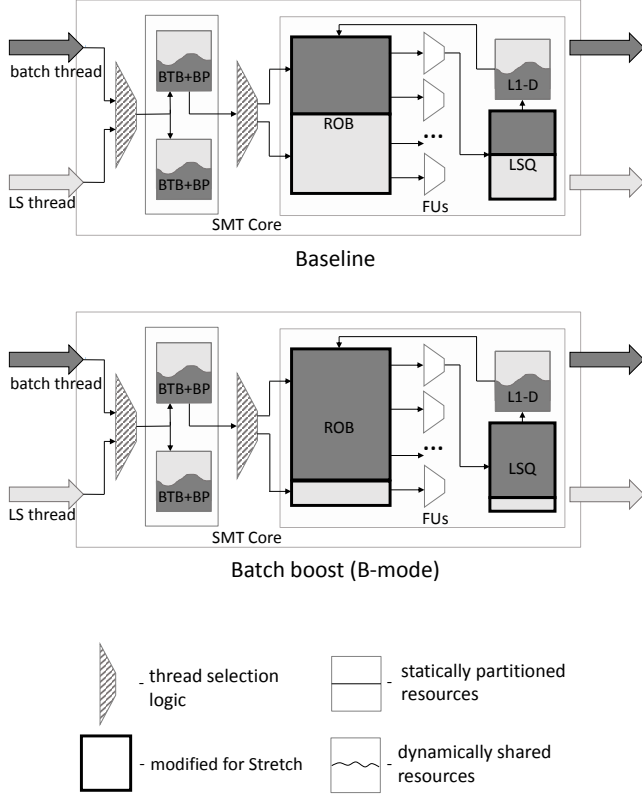 batch thread
BTB+BP
L1-D
ROB
...
LSQ
BTB+BP
LS thread
FUs
SMT Core
Baseline
batch thread
BTB+BP
L1-D
ROB
LSQ
...
BTB+BP
LS thread
FUs
SMT Core
Batch boost (B-mode)
- thread selection
logic
- statically partitioned
resources
- modified for Stretch
- dynamically shared
resources